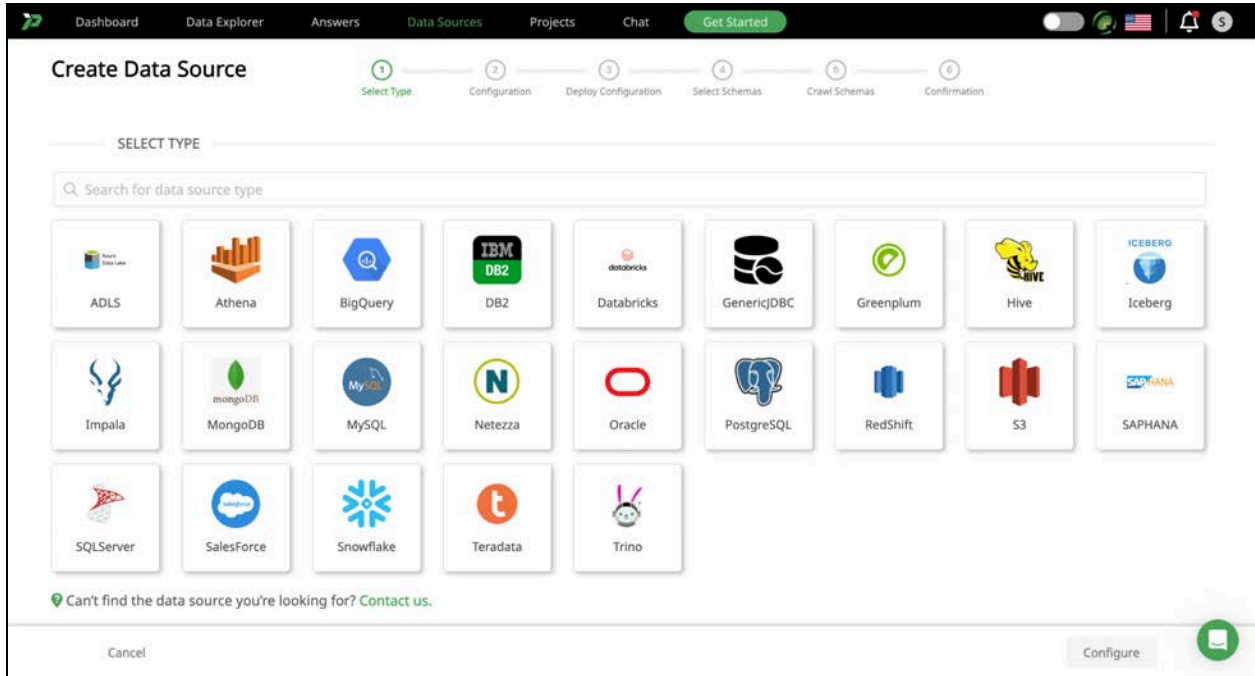 Dashboard Data Explorer Answers Data Sources Projects Chat Get Started S
Create Data Source
1 2 3 4 5 6
Select Type Configuration Deploy Configuration Select Schemas Crawl Schemas Confirmation
SELECT TYPE
Search for data source type
Azure Data Lake
IBM DB2
databricks
HIVE
ICEBERG
ADLS Athena BigQuery DB2 Databricks GenericJDBC Greenplum Hive Iceberg
mongoDB
MySQL
N
SAP HANA
Impala MongoDB MySQL Netezza Oracle PostgreSQL RedShift S3 SAPHANA
salesforce
t
SQLServer SalesForce Snowflake Teradata Trino
Can't find the data source you're looking for? Contact us.
Cancel Configure